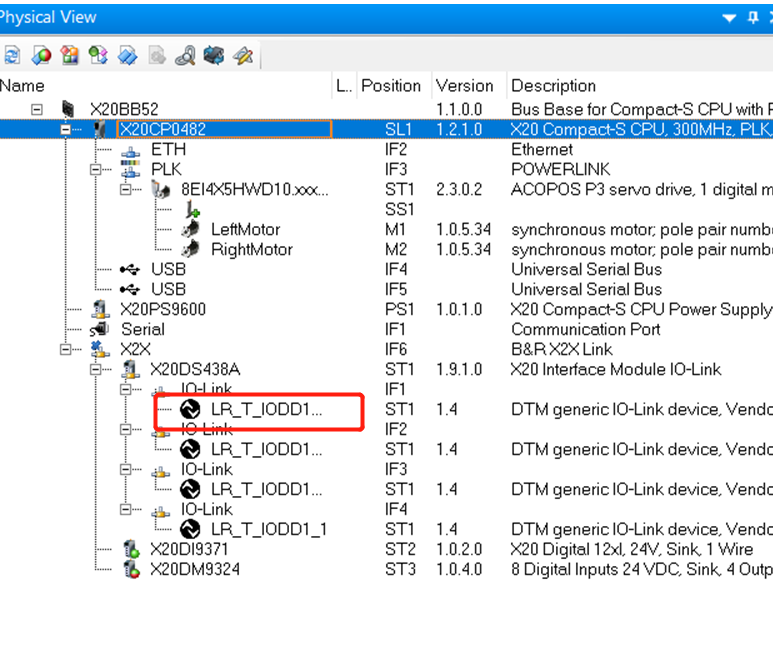 Physical View
Name L.. Position Version Description
X20BB52 1.1.0.0 Bus Base for Compact-S CPU with
X20CP0482 SL1 1.2.1.0 X20 Compact-S CPU, 300MHz, PLK,
ETH IF2 Ethernet
PLK IF3 POWERLINK
8EI4X5HWD10.xxx... ST1 2.3.0.2 ACOPOS P3 servo drive, 1 digital m
SS1
LeftMotor M1 1.0.5.34 synchronous motor; pole pair numb
RightMotor M2 1.0.5.34 synchronous motor; pole pair numb
USB IF4 Universal Serial Bus
USB IF5 Universal Serial Bus
X20PS9600 PS1 1.0.1.0 X20 Compact-S CPU Power Supply
Serial IF1 Communication Port
X2X IF6 B&R X2X Link
X20DS438A ST1 1.9.1.0 X20 Interface Module IO-Link
IO-Link IF1
LR_T_IODD1... ST1 1.4 DTM generic IO-Link device, Vendo
IO-Link IF2
LR_T_IODD1... ST1 1.4 DTM generic IO-Link device, Vendo
IO-Link IF3
LR_T_IODD1... ST1 1.4 DTM generic IO-Link device, Vendo
IO-Link IF4
LR_T_IODD1_1 ST1 1.4 DTM generic IO-Link device, Vendo
X20DI9371 ST2 1.0.2.0 X20 Digital 12xI, 24V, Sink, 1 Wire
X20DM9324 ST3 1.0.4.0 8 Digital Inputs 24 VDC, Sink, 4 Outp